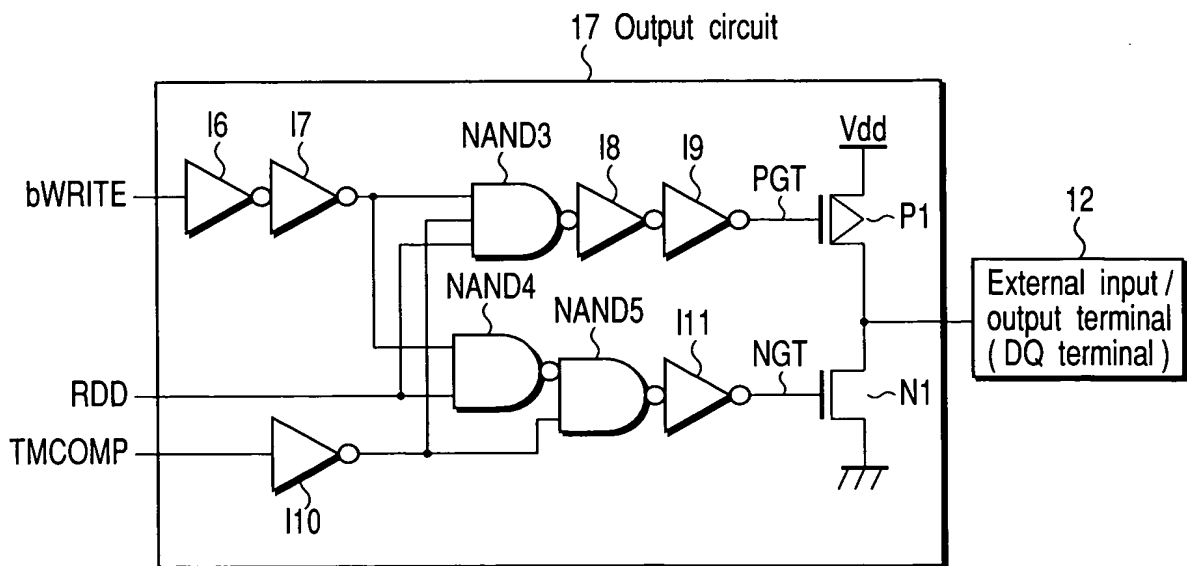 17 Output circuit
I6
I7
NAND3
I8
I9
Vdd
bWRITE
PGT
P1
12
NAND4
NAND5
I11
External input /
output terminal
( DQ terminal )
NGT
RDD
N1
TMCOMP
I10